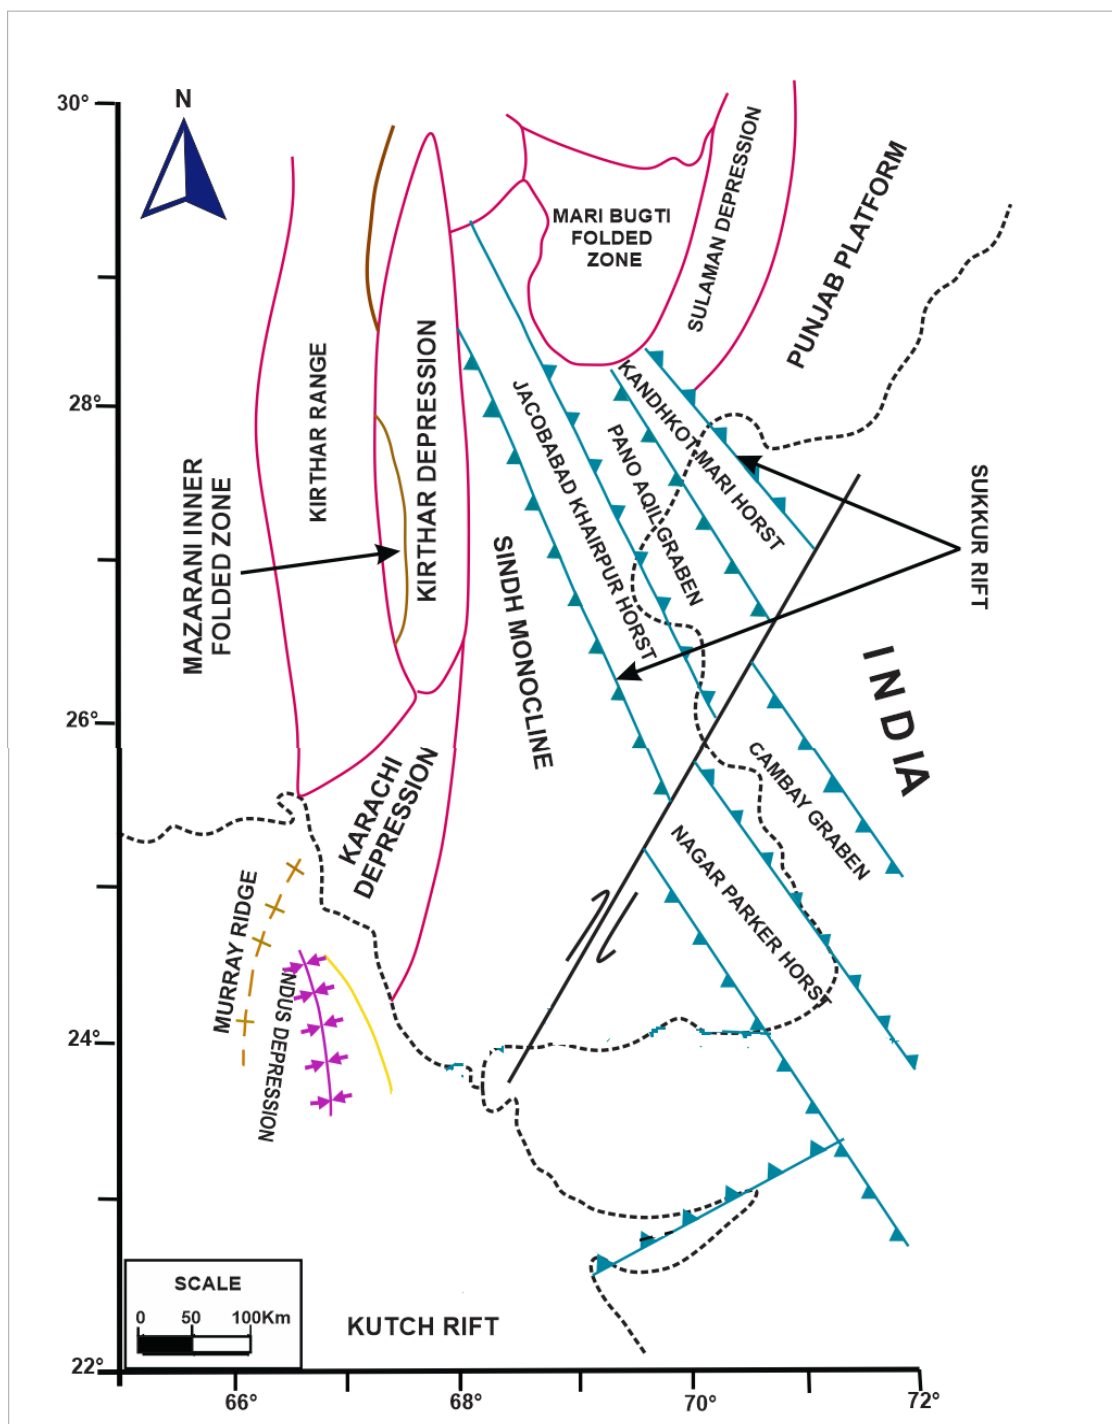 N
30°
28°
26°
24°
22°
66°
68°
70°
72°
MARI BUGTI
FOLDED
ZONE
SULAMAN DEPRESSION
PUNJAB PLATFORM
KIRTHAR RANGE
KIRTHAR DEPRESSION
MAZARANI INNER
FOLDED ZONE
JACOBABAD KHAIRPUR HORST
PANO AQIL GRABEN
KANDHKOT MARI HORST
SUKKUR RIFT
SINDH MONOCLINE
INDIA
KARACHI
DEPRESSION
CAMBAY GRABEN
NAGAR PARKER HORST
MURRAY RIDGE
NDUS DEPRESSION
KUTCH RIFT
SCALE
0 50 100Km